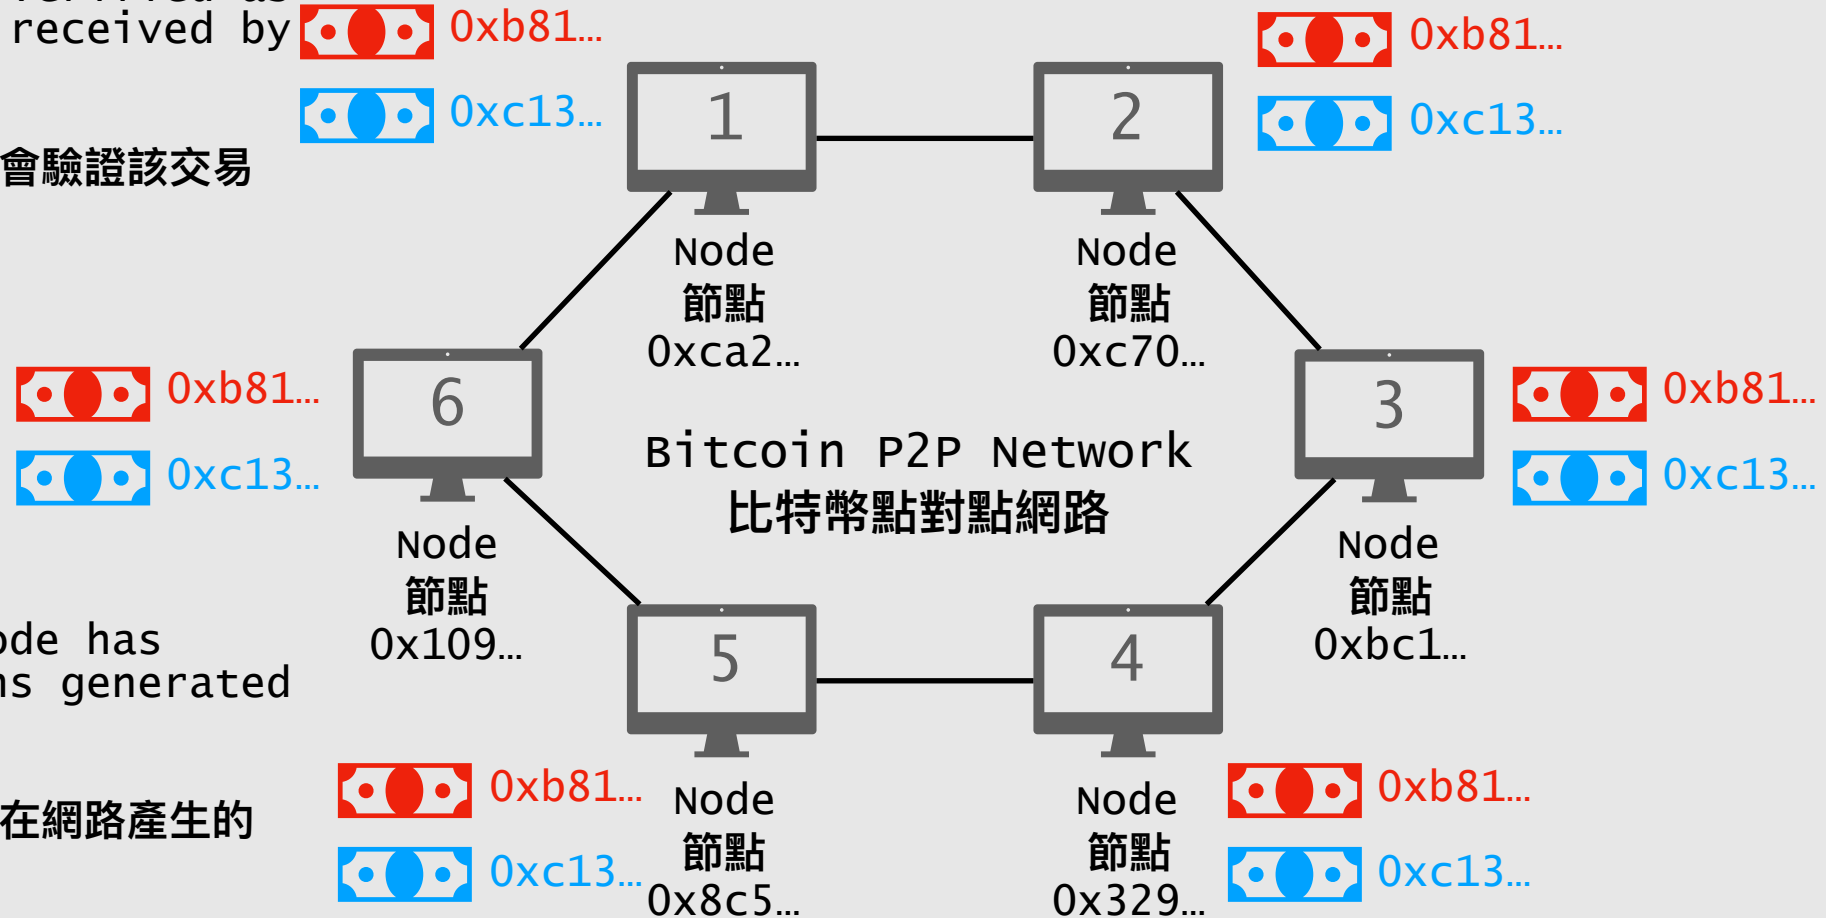 received by
0xb81…
0xc13…
會驗證該交易
1
Node
節點
0xca2…
2
Node
節點
0xc70…
0xb81…
0xc13…
0xb81…
0xc13…
6
Node
節點
0x109…
Bitcoin P2P Network
比特幣點對點網路
3
Node
節點
0xbc1…
0xb81…
0xc13…
has
generated
在網路產生的
0xb81…
0xc13…
5
Node
節點
0x8c5…
4
Node
節點
0x329…
0xb81…
0xc13…